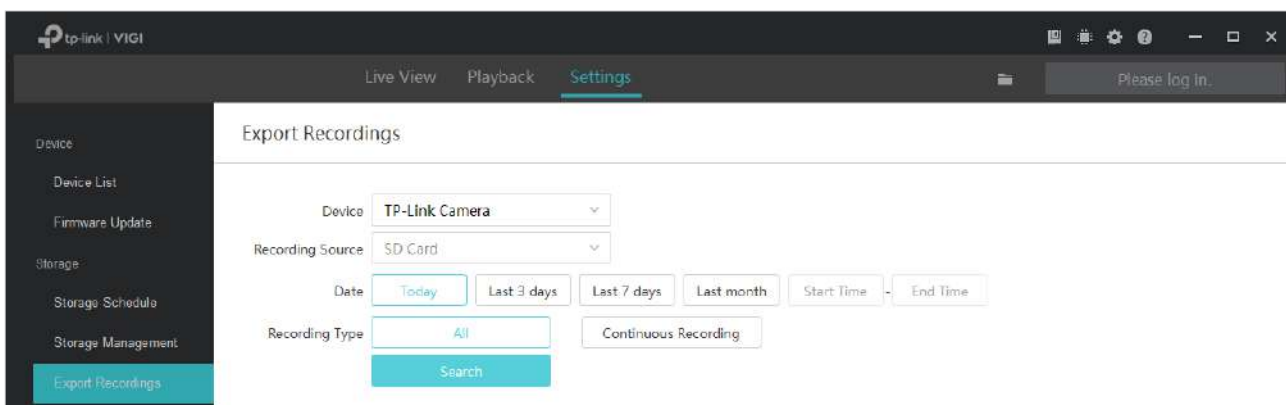 tp-link | VIGI
Live View Playback Settings Please log in.
Device
Device List
Firmware Update
Storage
Storage Schedule
Storage Management
Export Recordings
Export Recordings
Device TP-Link Camera
Recording Source SD Card
Date Today Last 3 days Last 7 days Last month Start Time - End Time
Recording Type All Continuous Recording
Search